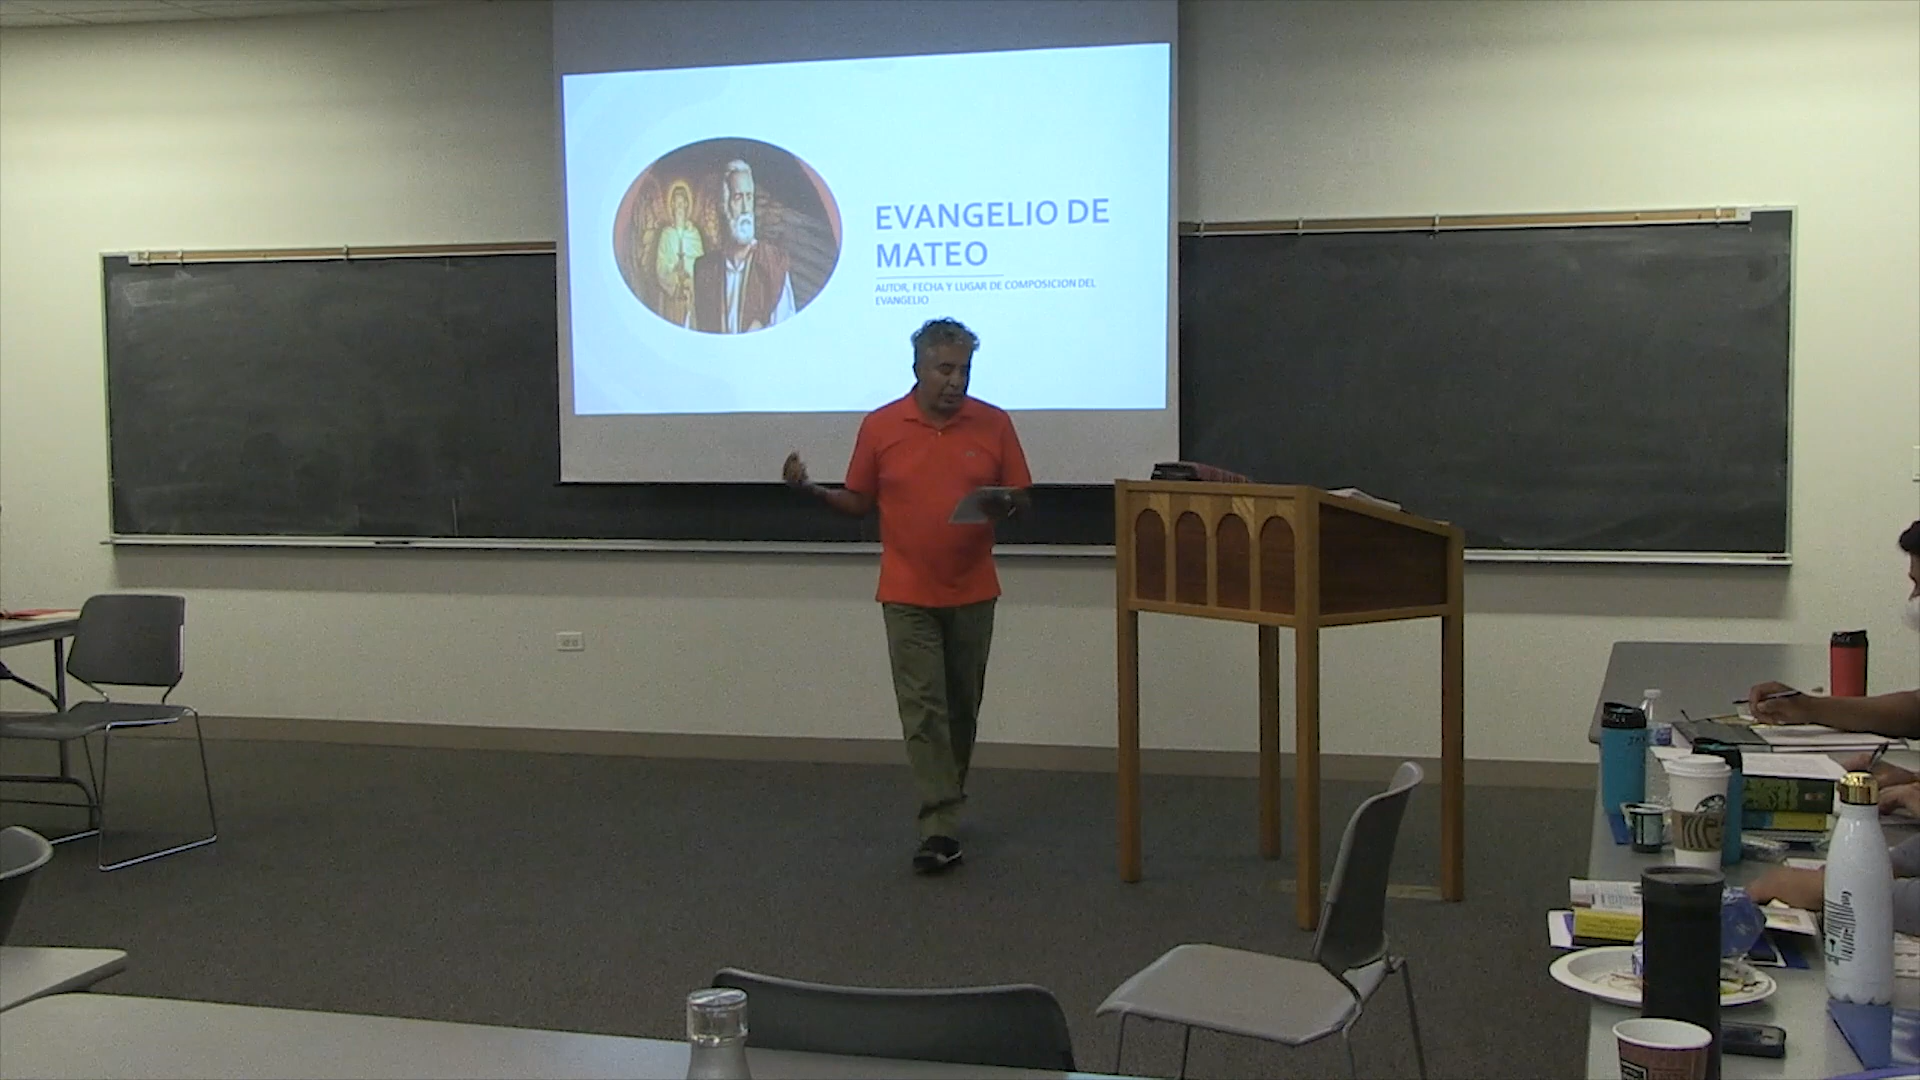 EVANGELIO DE
MATEO
AUTOR, FECHA Y LUGAR DE COMPOSICION DEL
EVANGELIO